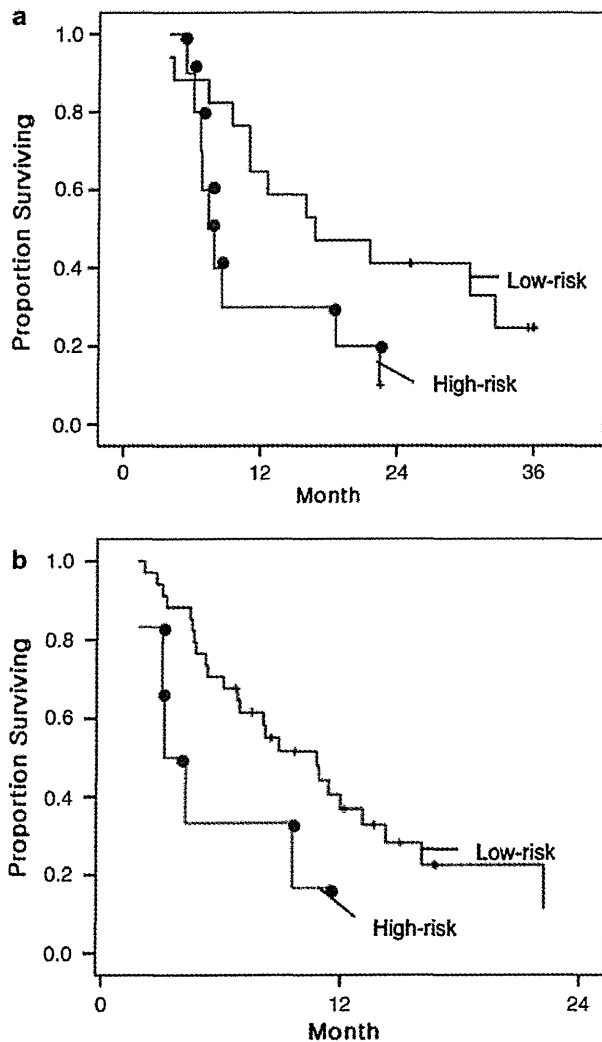 a
1.0
0.8
0.6
0.4
0.2
0.0
Proportion Surviving
Low-risk
High-risk
0 12 24 36
Month
b
1.0
0.8
0.6
0.4
0.2
0.0
Proportion Surviving
Low-risk
High-risk
0 12 24
Month